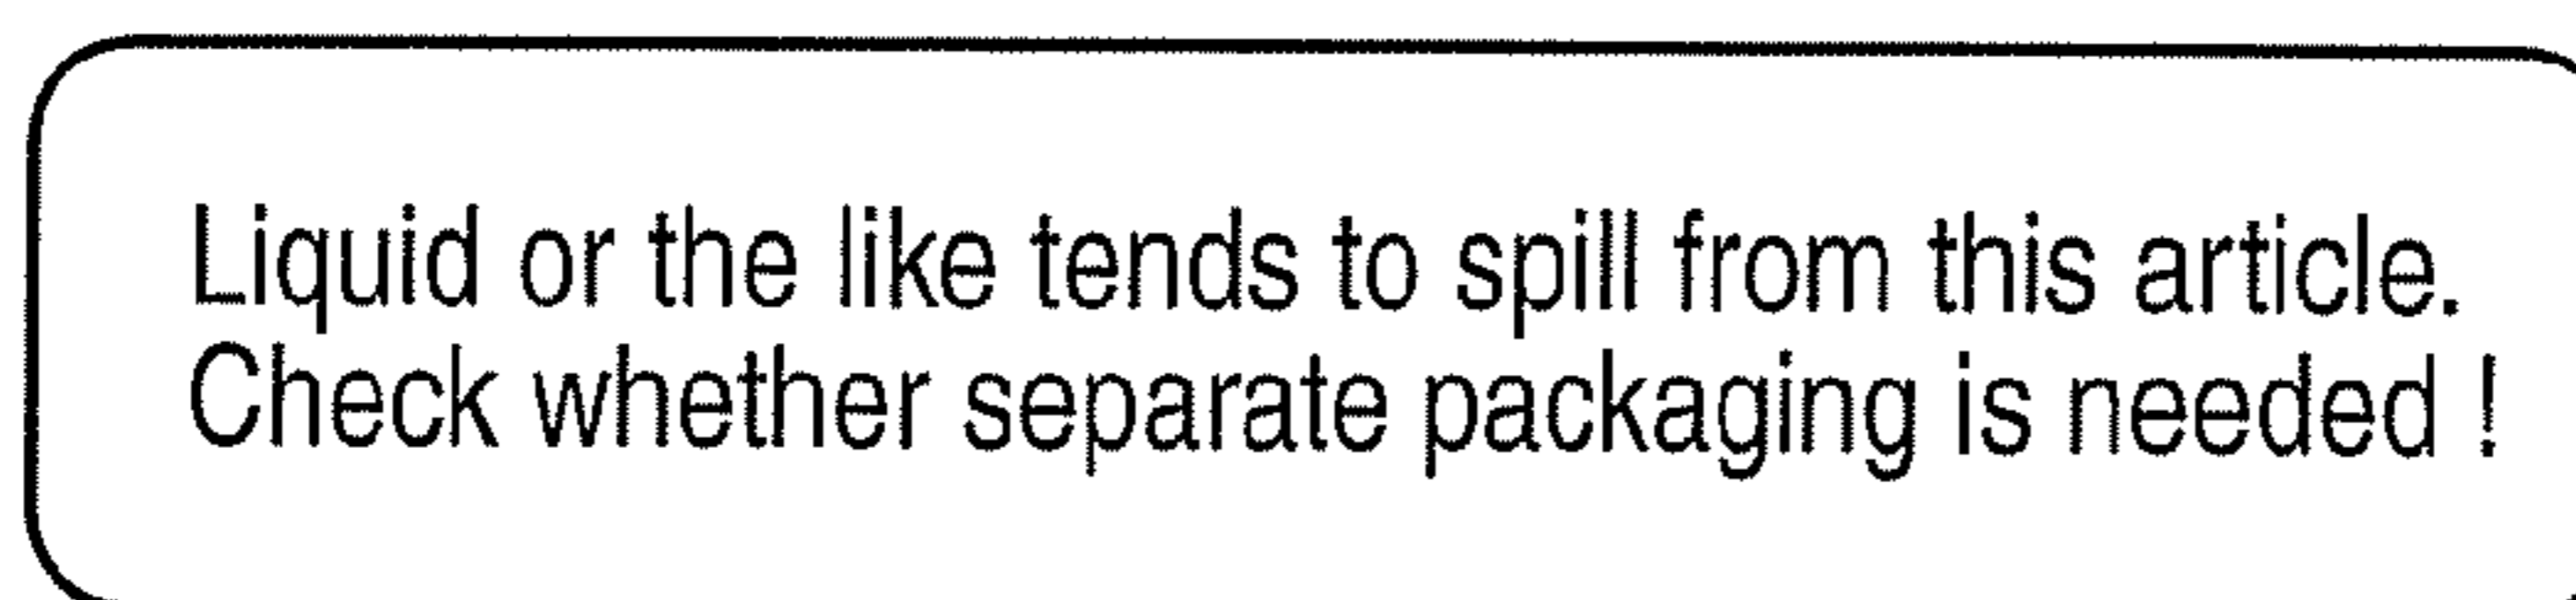 Liquid or the like tends to spill from this article.
Check whether separate packaging is needed !